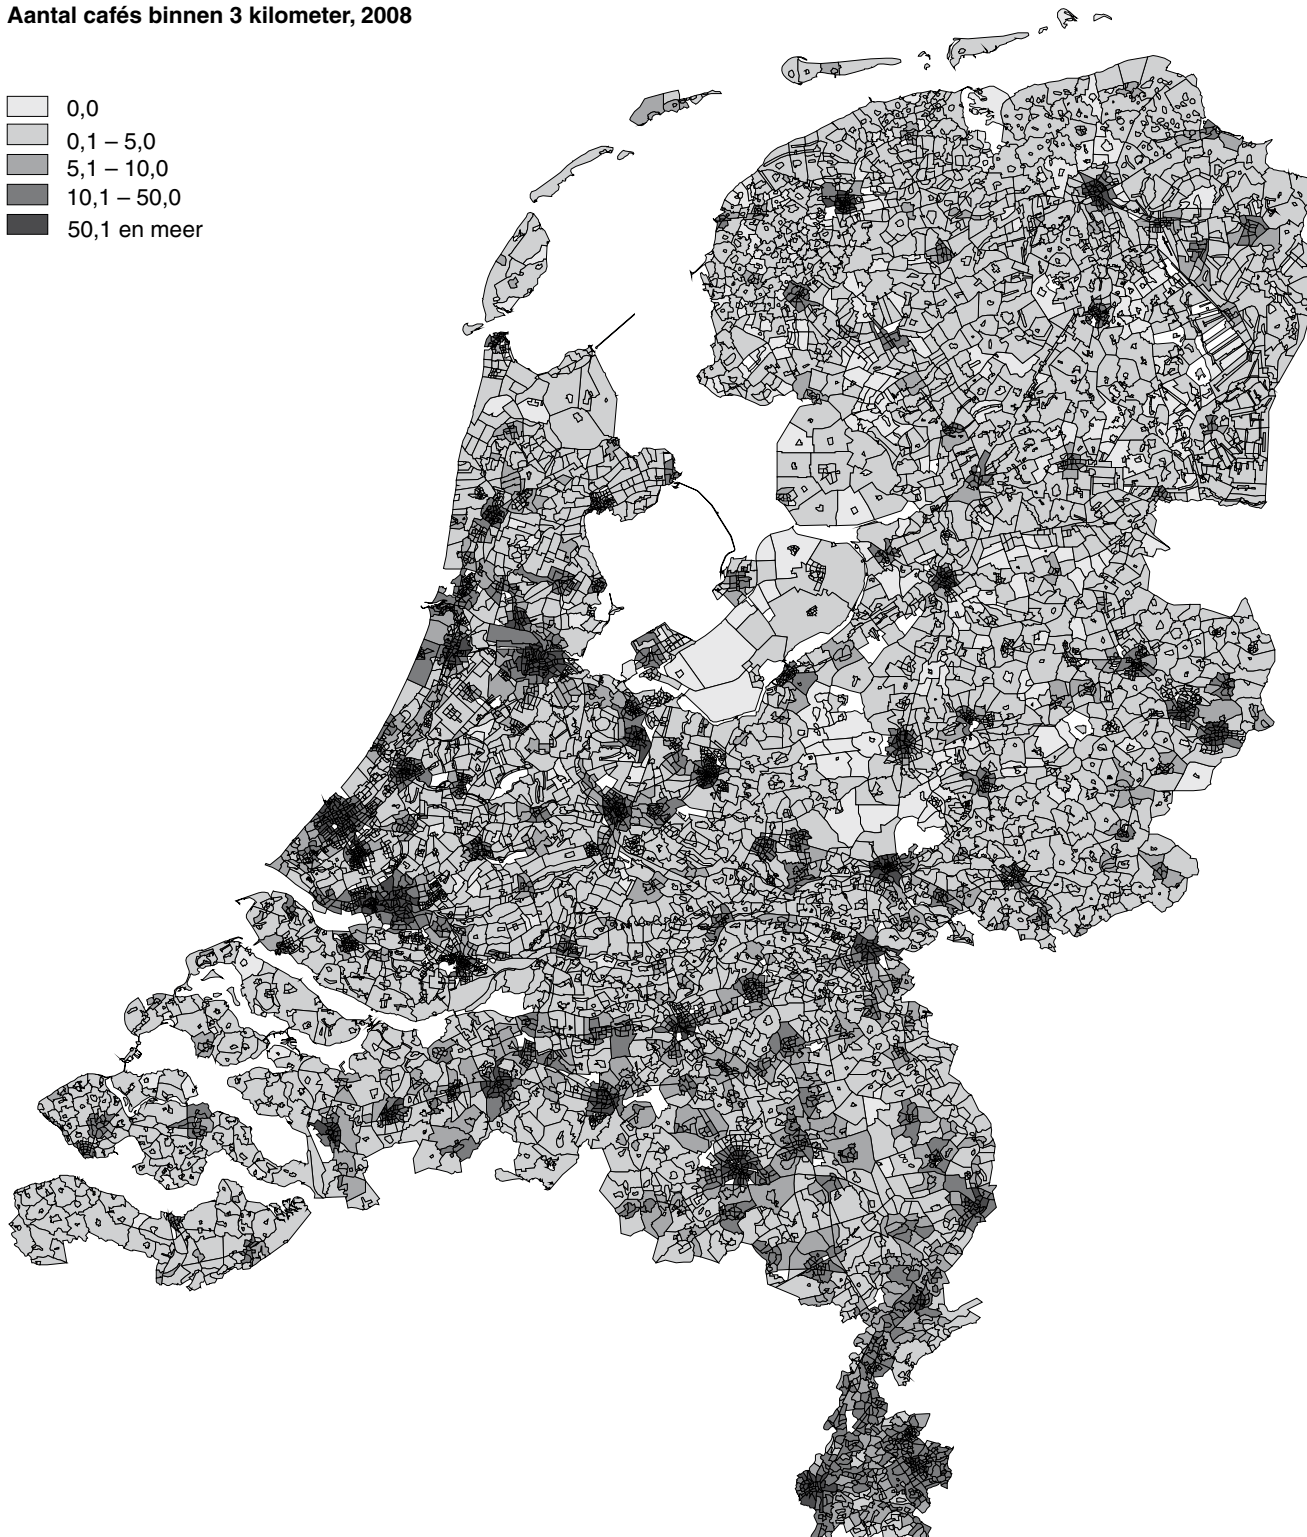 Aantal cafés binnen 3 kilometer, 2008
0,0
0,1 – 5,0
5,1 – 10,0
10,1 – 50,0
50,1 en meer